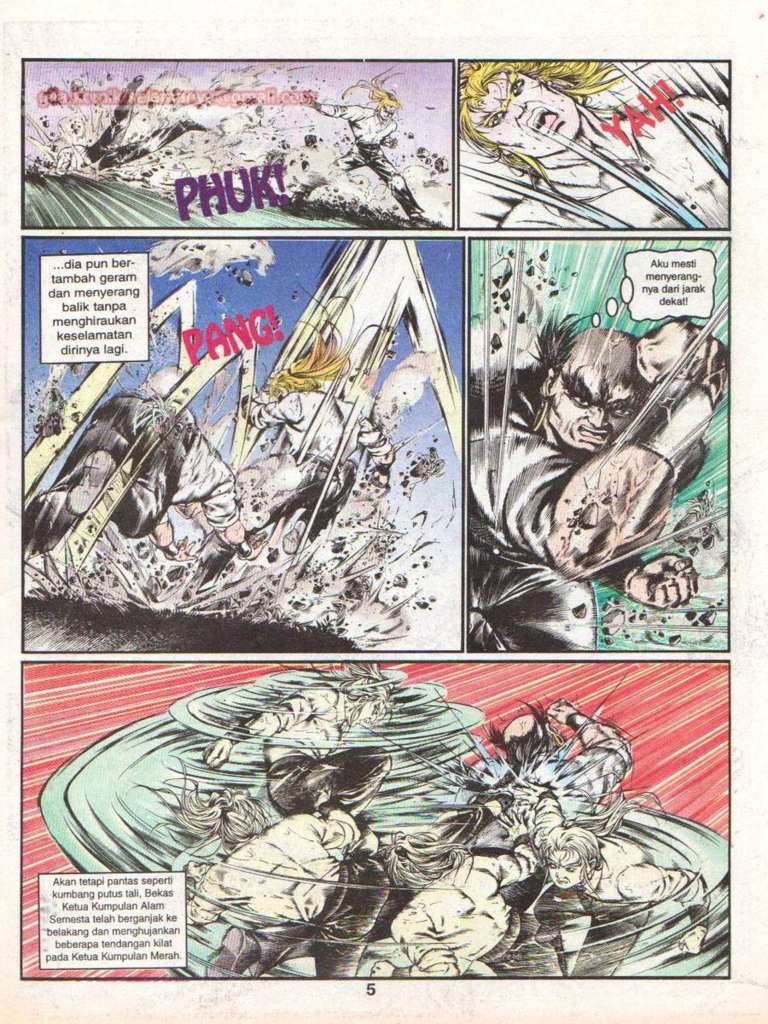 PHUK!
YAH!
...dia pun ber-
tambah geram
dan menyerang
balik tanpa
menghiraukan
keselamatan
dirinya lagi.
PANG!
Aku mesti
menyerang-
nya dari jarak
dekat!
Akan tetapi pantas seperti
kumbang putus tali, Bekas
Ketua Kumpulan Alam
Semesta telah berganjak ke
belakang dan menghujankan
beberapa tendangan kilat
pada Ketua Kumpulan Merah.
5